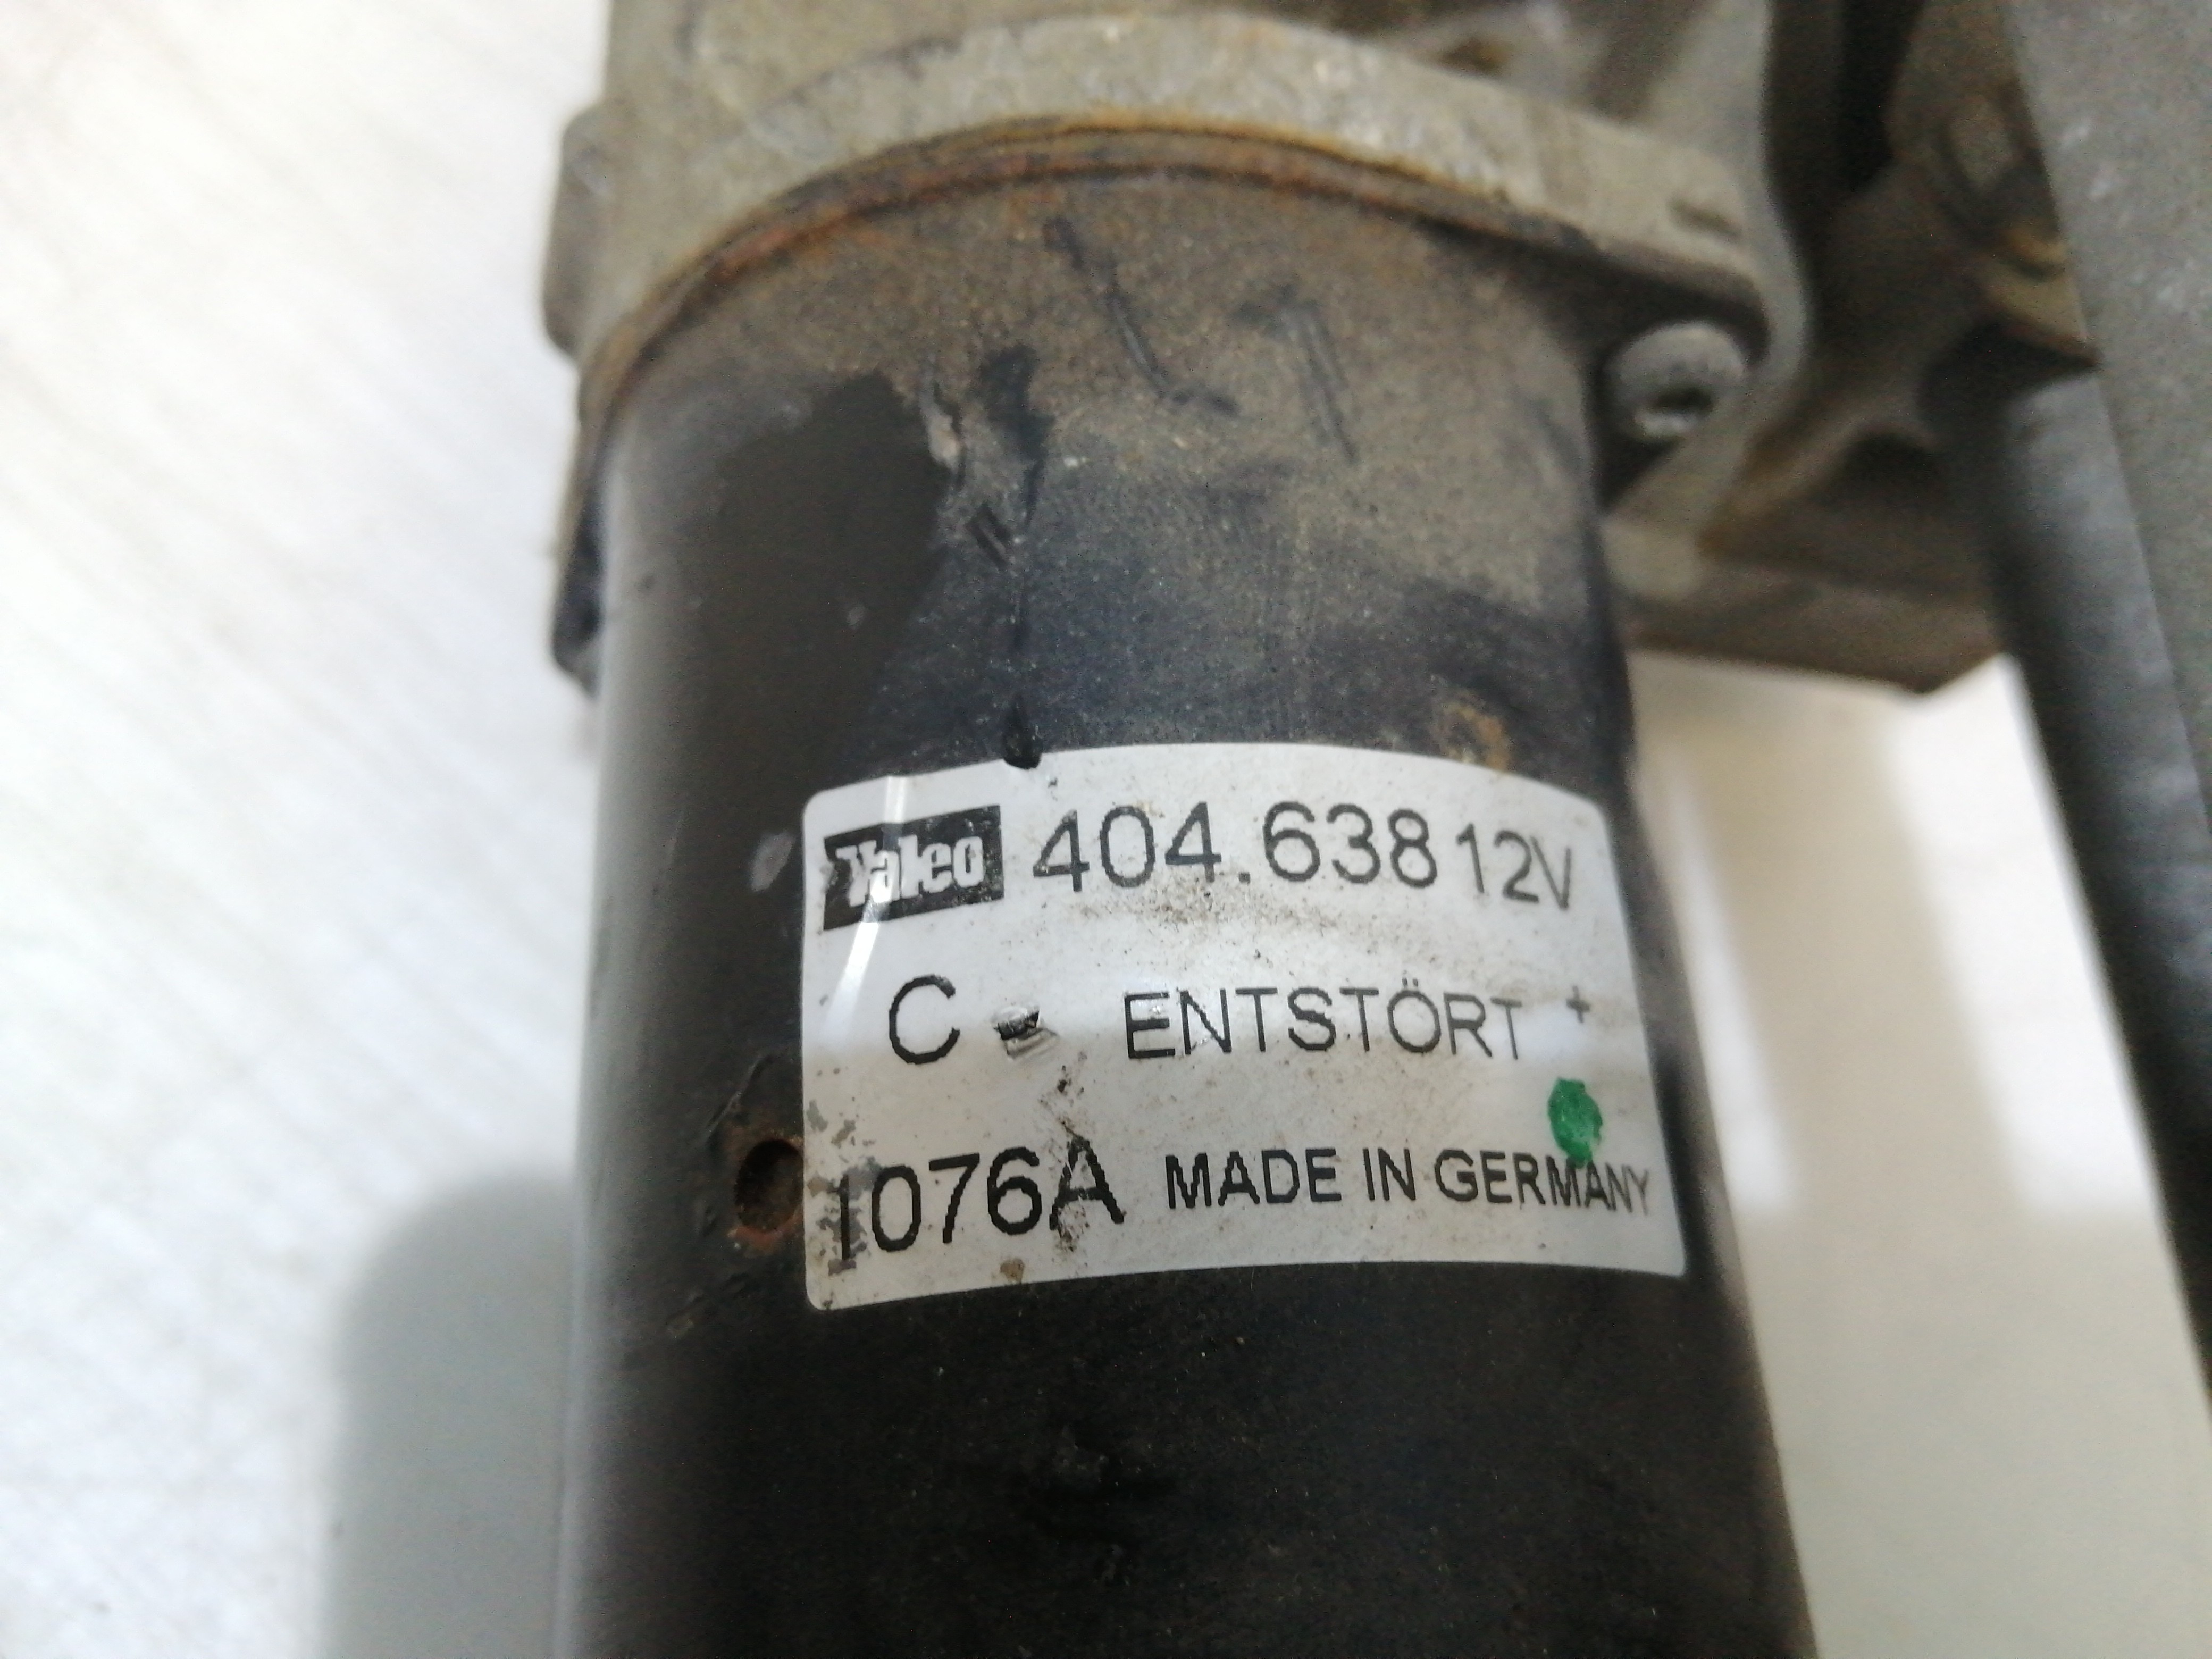 Valeo 404.638 12V
C ENTSTÖRT +
1076A MADE IN GERMANY